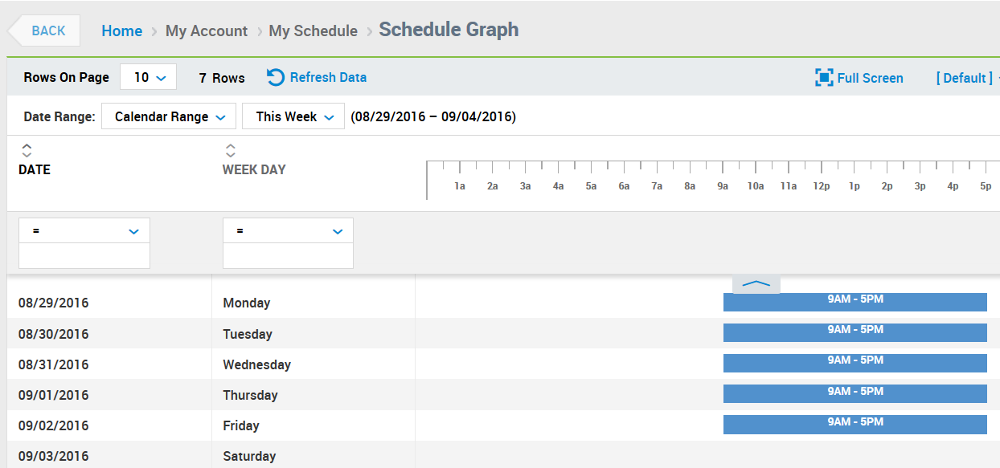 BACK Home > My Account > My Schedule > Schedule Graph
Rows On Page 10 7 Rows Refresh Data Full Screen [ Default ]
Date Range: Calendar Range This Week (08/29/2016 – 09/04/2016)
DATE WEEK DAY
1a 2a 3a 4a 5a 6a 7a 8a 9a 10a 11a 12p 1p 2p 3p 4p 5p
= =
08/29/2016 Monday 9AM - 5PM
08/30/2016 Tuesday 9AM - 5PM
08/31/2016 Wednesday 9AM - 5PM
09/01/2016 Thursday 9AM - 5PM
09/02/2016 Friday 9AM - 5PM
09/03/2016 Saturday